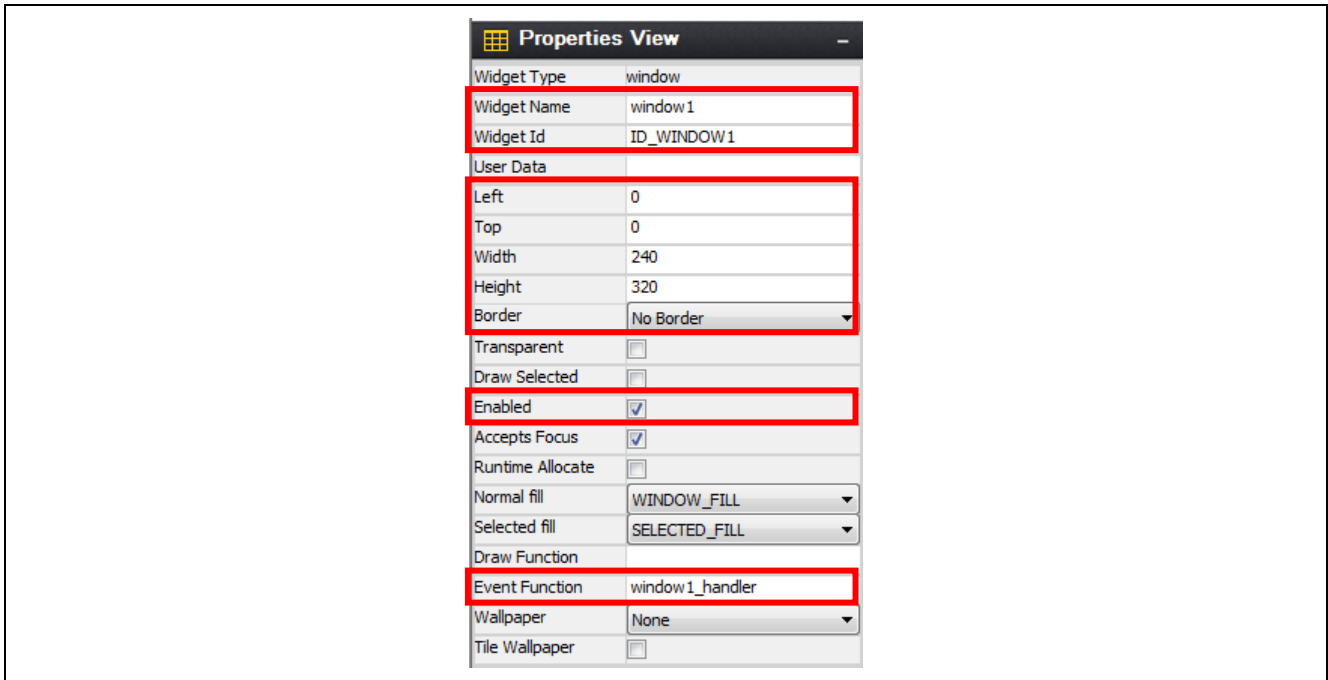 Properties View
Widget Type window
Widget Name window1
Widget Id ID_WINDOW1
User Data
Left 0
Top 0
Width 240
Height 320
Border No Border
Transparent
Draw Selected
Enabled
Accepts Focus
Runtime Allocate
Normal fill WINDOW_FILL
Selected fill SELECTED_FILL
Draw Function
Event Function window1_handler
Wallpaper None
Tile Wallpaper